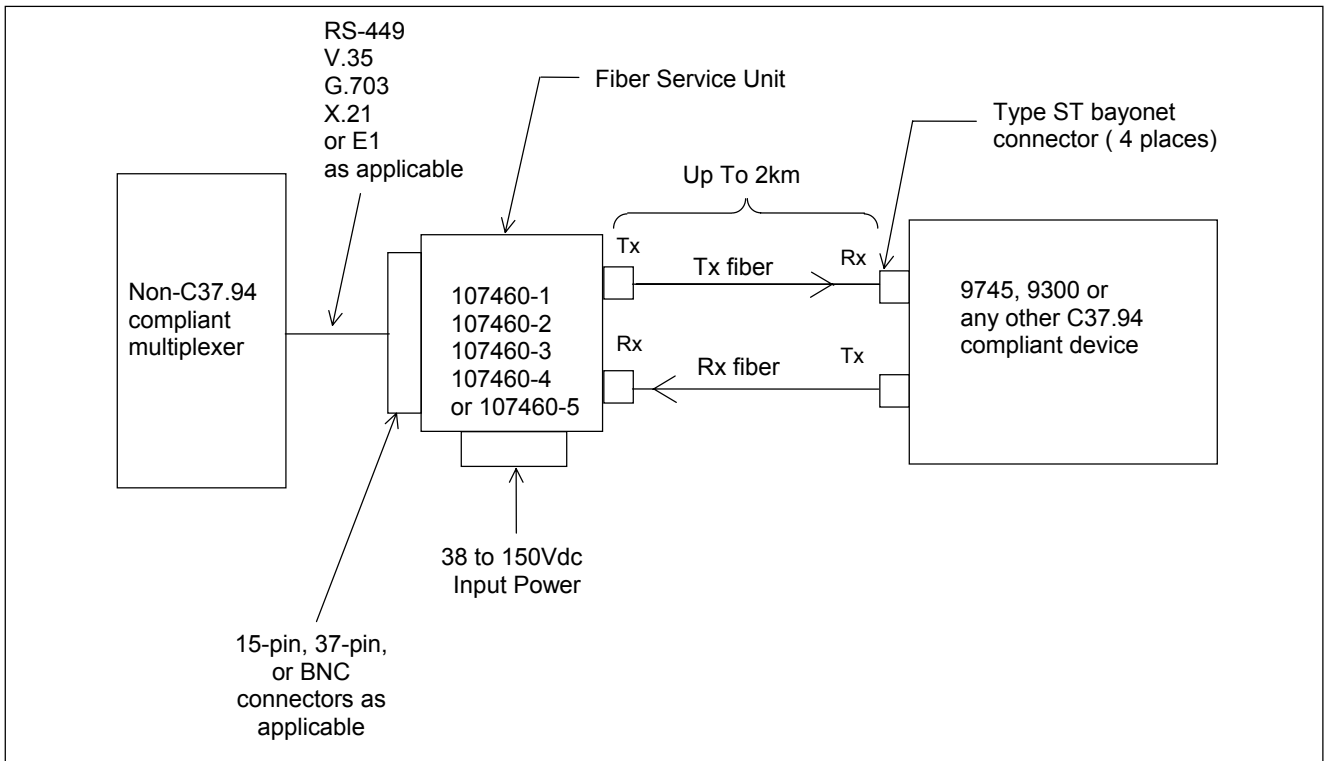 RS-449
V.35
G.703
X.21
or E1
as applicable
Fiber Service Unit
Type ST bayonet
connector ( 4 places)
Up To 2km
Non-C37.94
compliant
multiplexer
107460-1
107460-2
107460-3
107460-4
or 107460-5
Tx
Tx fiber
Rx
Rx
Rx fiber
Tx
9745, 9300 or
any other C37.94
compliant device
38 to 150Vdc
Input Power
15-pin, 37-pin,
or BNC
connectors as
applicable